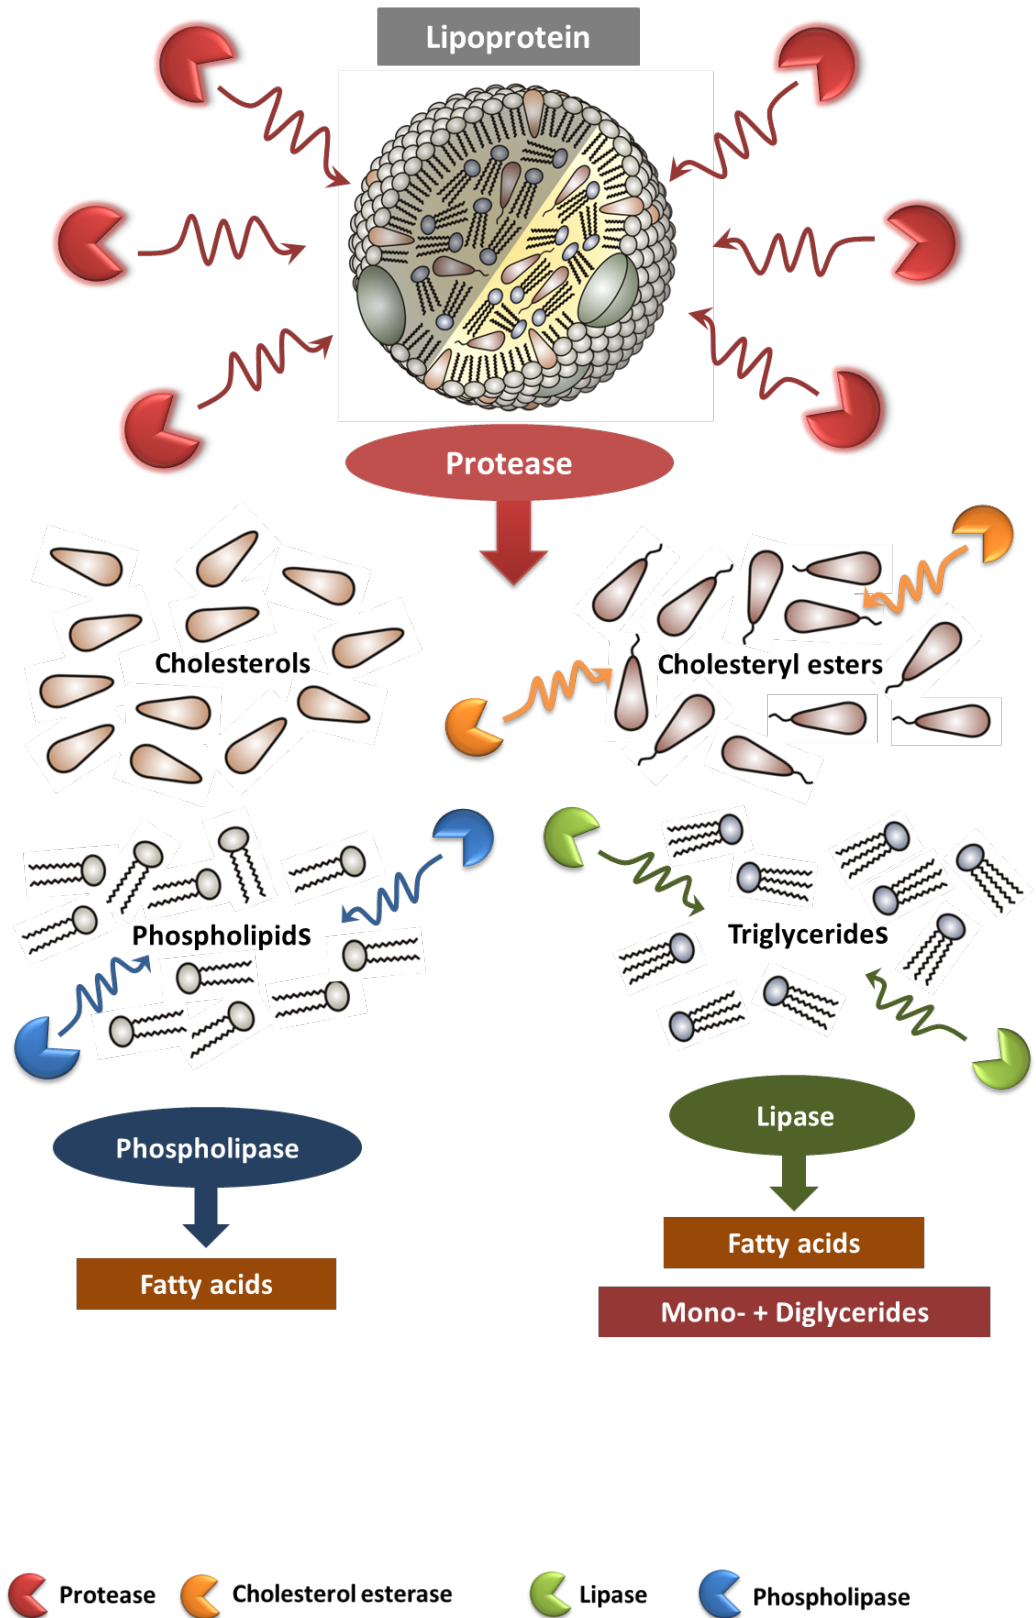 Lipoprotein
Protease
Cholesterols
Cholesteryl esters
Phospholipids
Triglycerides
Phospholipase
Lipase
Fatty acids
Fatty acids
Mono- + Diglycerides
Protease
Cholesterol esterase
Lipase
Phospholipase